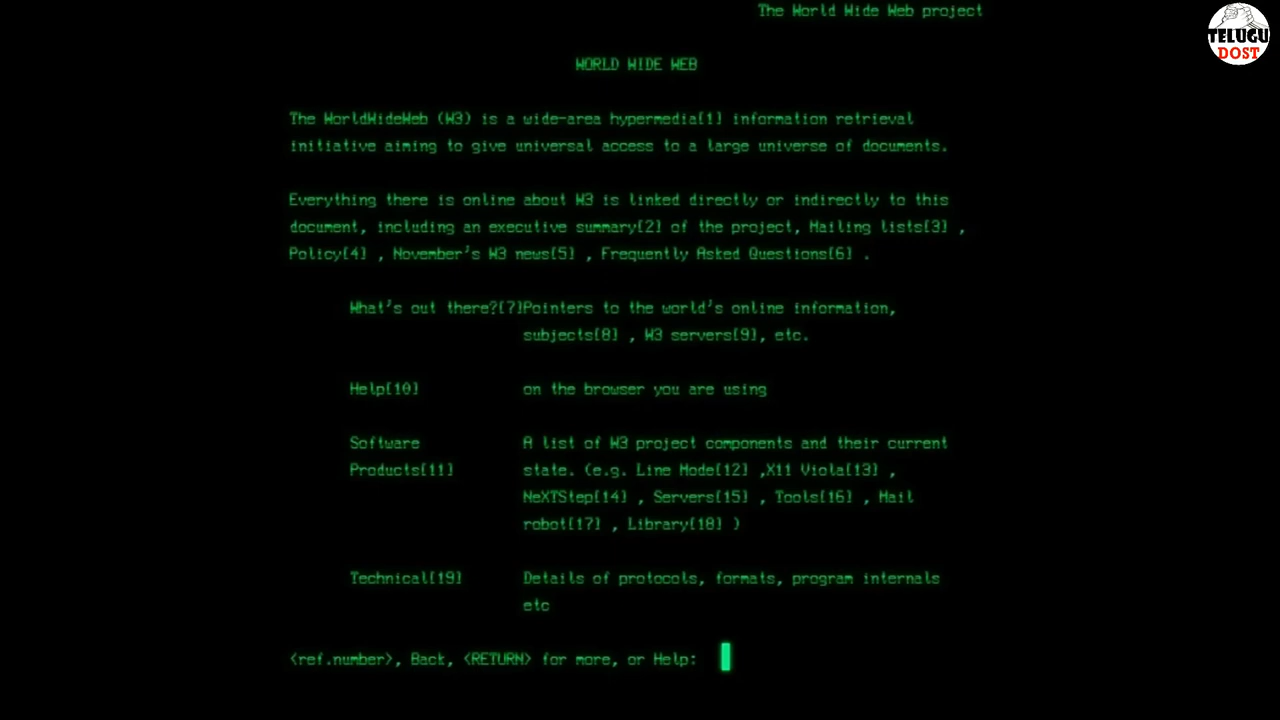 The World Wide Web project
TELUGU
DOST
WORLD WIDE WEB
The WorldWideWeb (W3) is a wide-area hypermedia[1] information retrieval
initiative aiming to give universal access to a large universe of documents.
Everything there is online about W3 is linked directly or indirectly to this
document, including an executive summary[2] of the project, Mailing lists[3] ,
Policy[4] , November's W3 news[5] , Frequently Asked Questions[6] .
What's out there?[7]Pointers to the world's online information,
subjects[8] , W3 servers[9], etc.
Help[10] on the browser you are using
Software A list of W3 project components and their current
Products[11] state. (e.g. Line Mode[12] ,X11 Viola[13] ,
NeXTStep[14] , Servers[15] , Tools[16] , Mail
robot[17] , Library[18] )
Technical[19] Details of protocols, formats, program internals
etc
<ref.number>, Back, <RETURN> for more, or Help: